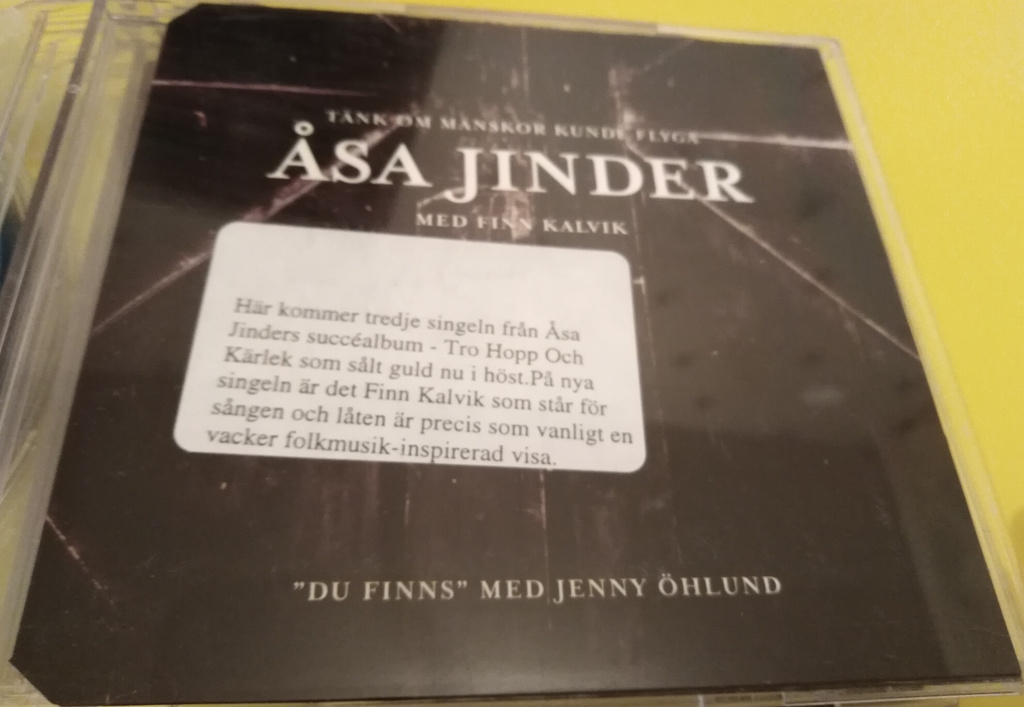 TÄNK OM MÄNSKOR KUNDE FLYGA
ÅSA JINDER
MED FINN KALVIK
Här kommer tredje singeln från Åsa
Jinders succéalbum - Tro Hopp Och
Kärlek som sålt guld nu i höst.På nya
singeln är det Finn Kalvik som står för
sången och låten är precis som vanligt en
vacker folkmusik-inspirerad visa.
"DU FINNS" MED JENNY ÖHLUND